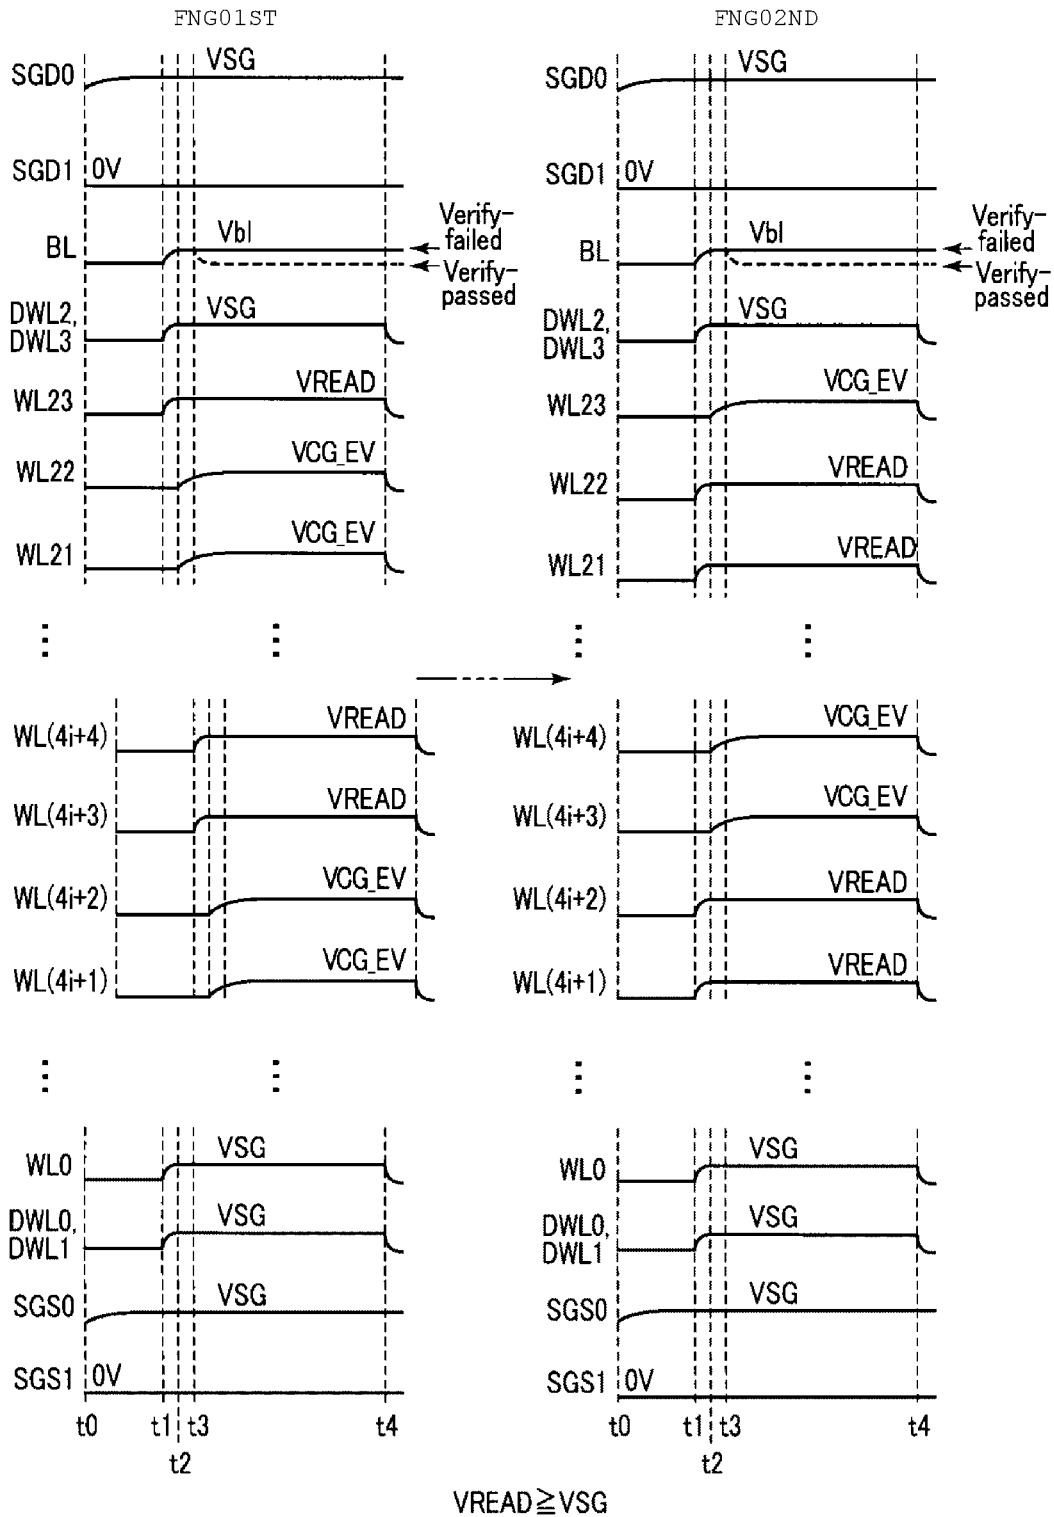 FNG01ST
SGD0
VSG
SGD1
0V
BL
Vbl
Verify-
failed
Verify-
passed
DWL2,
DWL3
VSG
WL23
VREAD
WL22
VCG_EV
WL21
VCG_EV
WL(4i+4)
VREAD
WL(4i+3)
VREAD
WL(4i+2)
VCG_EV
WL(4i+1)
VCG_EV
WL0
VSG
DWL0,
DWL1
VSG
SGS0
VSG
SGS1
0V
t0
t1
t2
t3
t4
FNG02ND
SGD0
VSG
SGD1
0V
BL
Vbl
Verify-
failed
Verify-
passed
DWL2,
DWL3
VSG
WL23
VCG_EV
WL22
VREAD
WL21
VREAD
WL(4i+4)
VCG_EV
WL(4i+3)
VCG_EV
WL(4i+2)
VREAD
WL(4i+1)
VREAD
WL0
VSG
DWL0,
DWL1
VSG
SGS0
VSG
SGS1
0V
t0
t1
t2
t3
t4
VREAD≧VSG